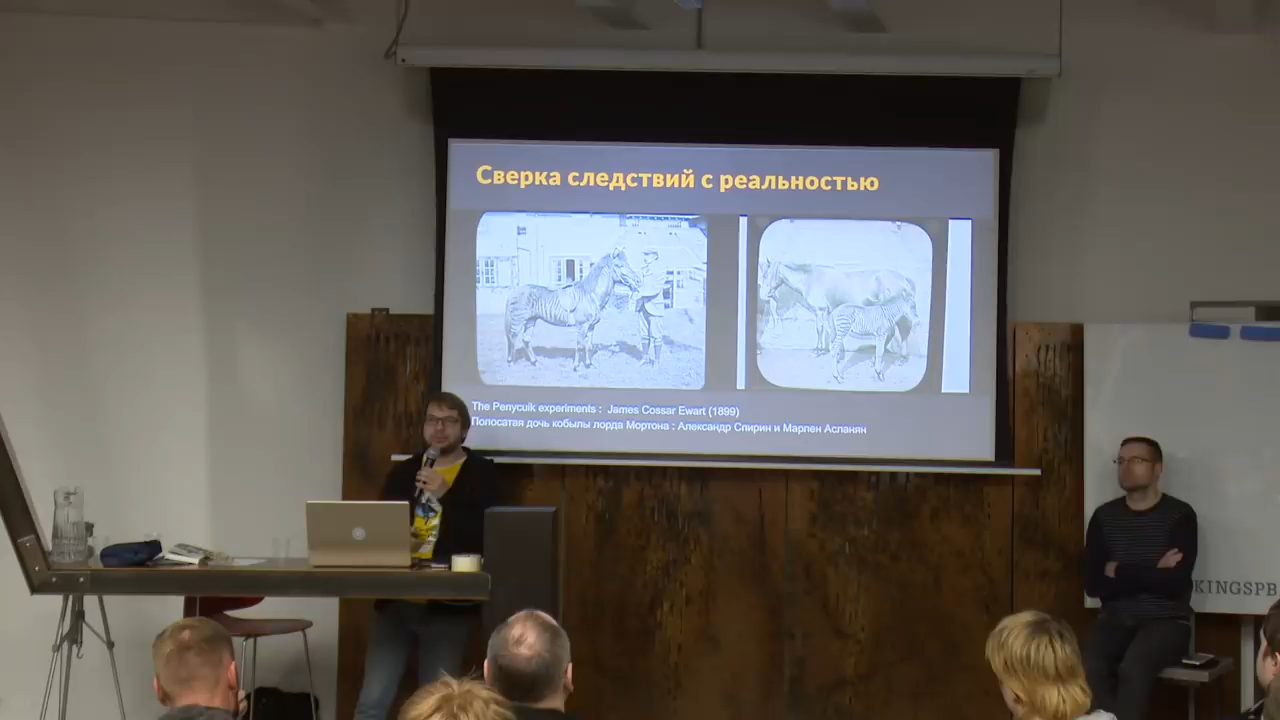 Сверка следствий с реальностью
The Penycuik experiments : James Cossar Ewart (1899)
Полосатая дочь кобылы лорда Мортона : Александр Спирин и Марлен Асланян
KINGSPB